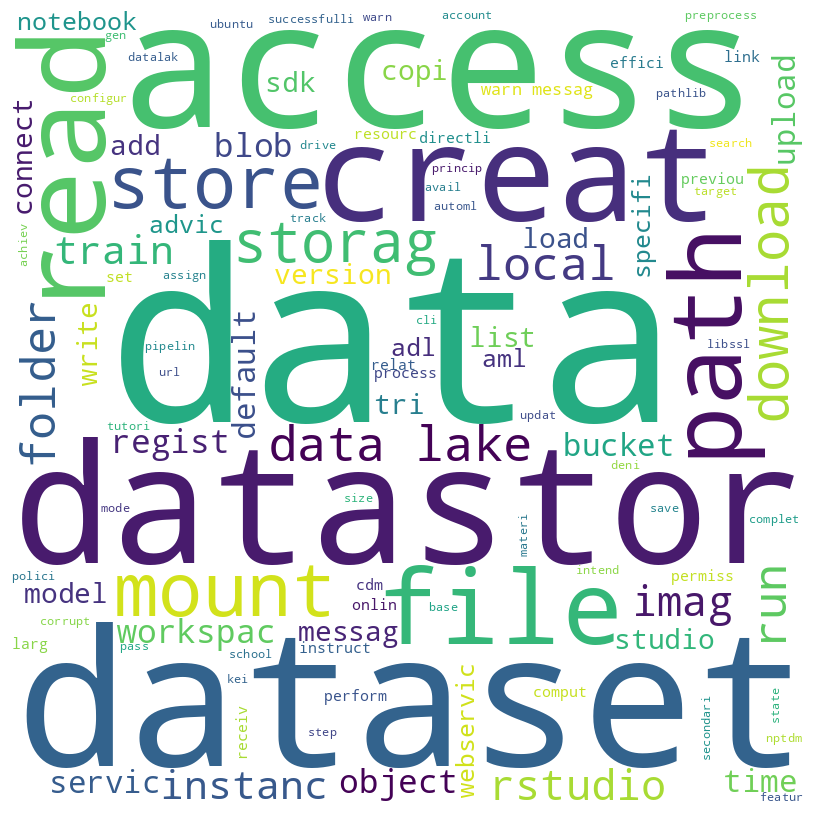 notebook
ubuntu
successfulli
warn
account
preprocess
gen
datalak
access
read
sdk
copi
effici
link
configur
warn messag
pathlib
upload
connect
add
blob
drive
resourc
directli
creat
search
store
princip
previou
avail
target
automl
specifi
download
advic
track
train
storag
load
local
achiev
set
assign
version
path
data
folder
write
default
pipelin
url
cli
list
adl
aml
relat
process
libssl
tri
updat
tutori
regist
data lake
bucket
deni
datastor
mode
size
save
complet
materi
polici
mount
file
intend
permiss
run
model
cdm
onlin
base
imag
corrupt
workspac
messag
studio
larg
pass
school
instruct
dataset
kei
perform
comput
webservic
receiv
step
secondari
state
nptdm
servic
instanc
object
rstudio
time
featur